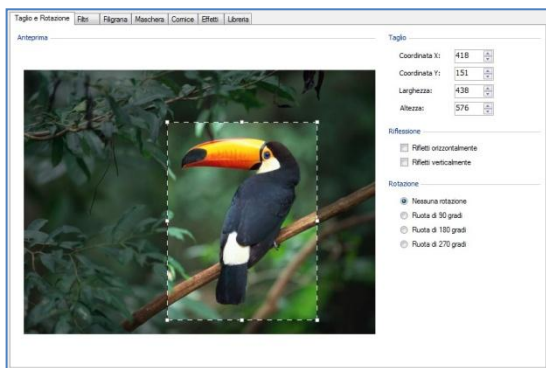 Taglio e Rotazione Filtri Filigrana Maschera Cornice Effetti Libreria
Anteprima
Taglio
Coordinata X: 418
Coordinata Y: 151
Larghezza: 438
Altezza: 576
Riflessione
Rifletti orizzontalmente
Rifletti verticalmente
Rotazione
Nessuna rotazione
Ruota di 90 gradi
Ruota di 180 gradi
Ruota di 270 gradi